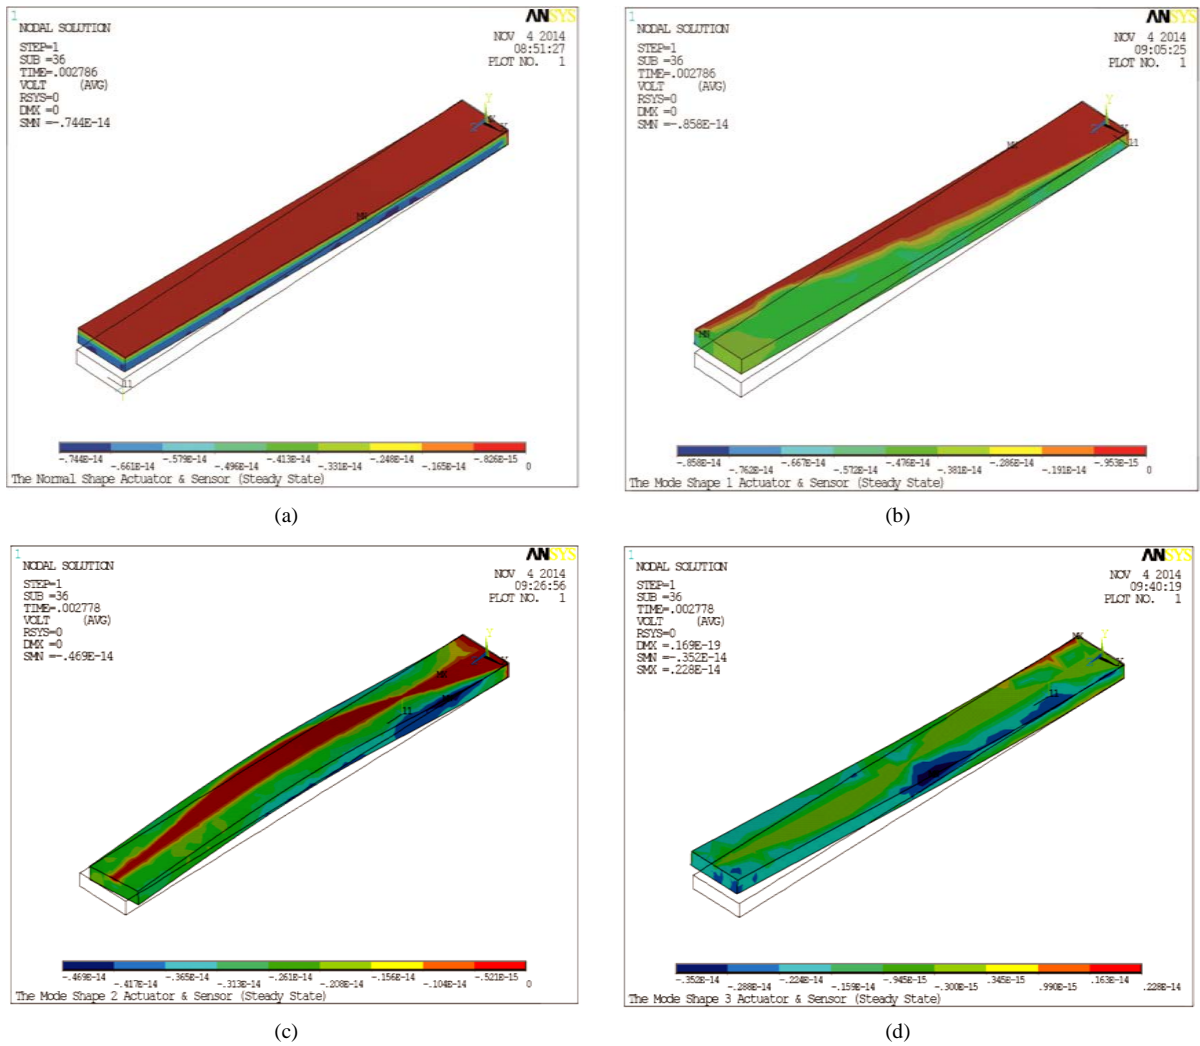 1
ANSYS
NODAL SOLUTION
NOV 4 2014
08:51:27
PLOT NO. 1
STEP=1
SUB =36
TIME=.002786
VOLT (AVG)
RSYS=0
DMX =0
SMN =-.744E-14
Y
X
MX
11
-.744E-14 -.579E-14 -.413E-14 -.248E-14 -.826E-15
-.661E-14 -.496E-14 -.331E-14 -.165E-14 0
The Normal Shape Actuator & Sensor (Steady State)
(a)
1
ANSYS
NODAL SOLUTION
NOV 4 2014
09:05:25
PLOT NO. 1
STEP=1
SUB =36
TIME=.002786
VOLT (AVG)
RSYS=0
DMX =0
SMN =-.858E-14
Y
X
11
-.858E-14 -.667E-14 -.476E-14 -.286E-14 -.953E-15
-.762E-14 -.572E-14 -.381E-14 -.191E-14 0
The Mode Shape 1 Actuator & Sensor (Steady State)
(b)
1
ANSYS
NODAL SOLUTION
NOV 4 2014
09:26:56
PLOT NO. 1
STEP=1
SUB =36
TIME=.002778
VOLT (AVG)
RSYS=0
DMX =0
SMN =-.469E-14
Y
X
MX
11
-.469E-14 -.365E-14 -.261E-14 -.156E-14 -.521E-15
-.417E-14 -.313E-14 -.208E-14 -.104E-14 0
The Mode Shape 2 Actuator & Sensor (Steady State)
(c)
1
ANSYS
NODAL SOLUTION
NOV 4 2014
09:40:19
PLOT NO. 1
STEP=1
SUB =36
TIME=.002778
VOLT (AVG)
RSYS=0
DMX =.169E-19
SMN =-.352E-14
SMX =.228E-14
MX
Y
X
11
-.352E-14 -.224E-14 -.945E-15 .345E-15 .163E-14
-.288E-14 -.159E-14 -.300E-15 .990E-15 .228E-14
The Mode Shape 3 Actuator & Sensor (Steady State)
(d)